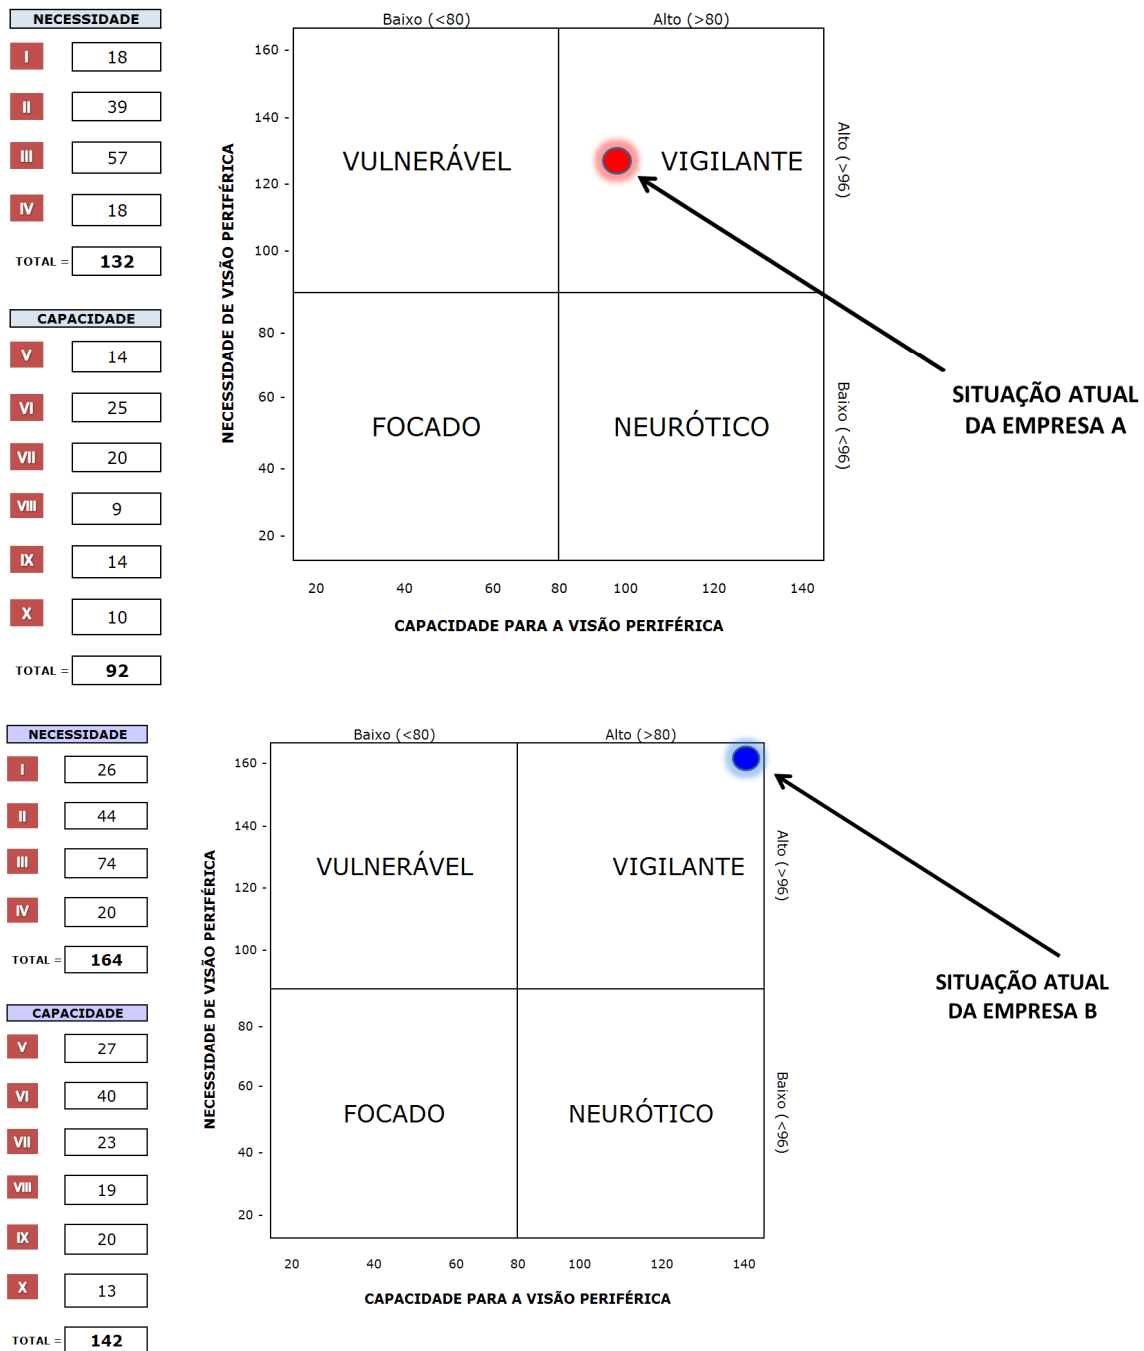 NECESSIDADE
I 18
II 39
III 57
IV 18
TOTAL = 132
CAPACIDADE
V 14
VI 25
VII 20
VIII 9
IX 14
X 10
TOTAL = 92
Baixo (<80) Alto (>80)
160 -
140 -
120 -
100 -
80 -
60 -
40 -
20 -
NECESSIDADE DE VISÃO PERIFÉRICA
VULNERÁVEL VIGILANTE
FOCADO NEURÓTICO
Alto (>96)
Baixo (<96)
20 40 60 80 100 120 140
CAPACIDADE PARA A VISÃO PERIFÉRICA
SITUAÇÃO ATUAL
DA EMPRESA A
NECESSIDADE
I 26
II 44
III 74
IV 20
TOTAL = 164
CAPACIDADE
V 27
VI 40
VII 23
VIII 19
IX 20
X 13
TOTAL = 142
Baixo (<80) Alto (>80)
160 -
140 -
120 -
100 -
80 -
60 -
40 -
20 -
NECESSIDADE DE VISÃO PERIFÉRICA
VULNERÁVEL VIGILANTE
FOCADO NEURÓTICO
Alto (>96)
Baixo (<96)
20 40 60 80 100 120 140
CAPACIDADE PARA A VISÃO PERIFÉRICA
SITUAÇÃO ATUAL
DA EMPRESA B